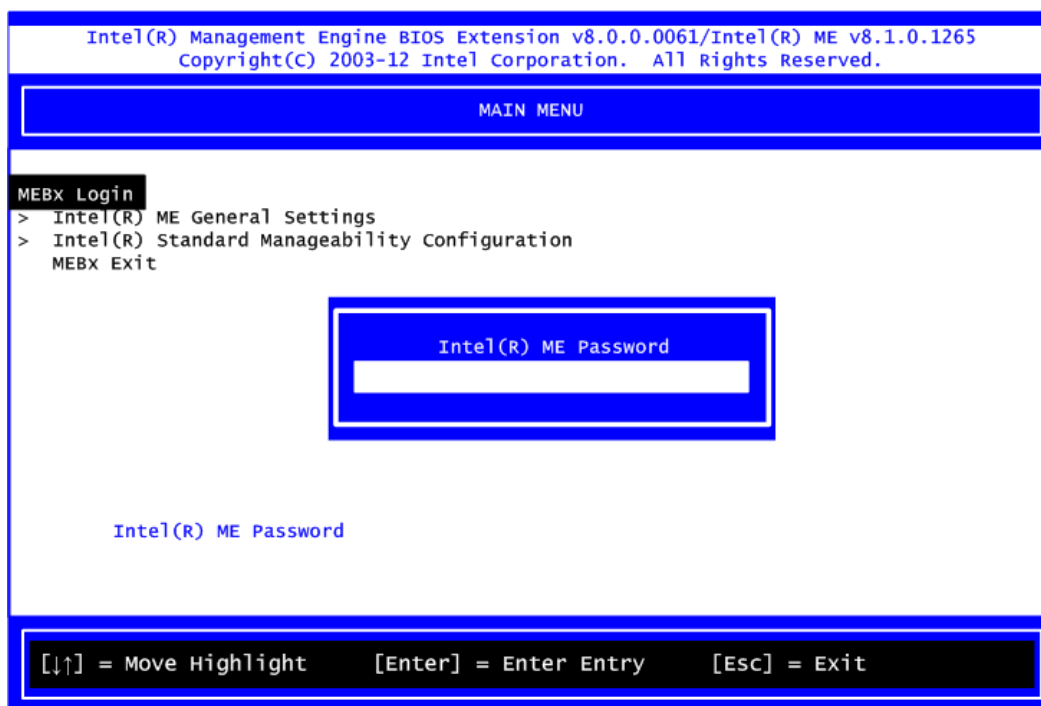 Intel(R) Management Engine BIOS Extension v8.0.0.0061/Intel(R) ME v8.1.0.1265
Copyright(C) 2003-12 Intel Corporation.  All Rights Reserved.
MAIN MENU
MEBx Login
>  Intel(R) ME General Settings
>  Intel(R) Standard Manageability Configuration
MEBx Exit
Intel(R) ME Password
Intel(R) ME Password
[↓↑] = Move Highlight      [Enter] = Enter Entry      [Esc] = Exit